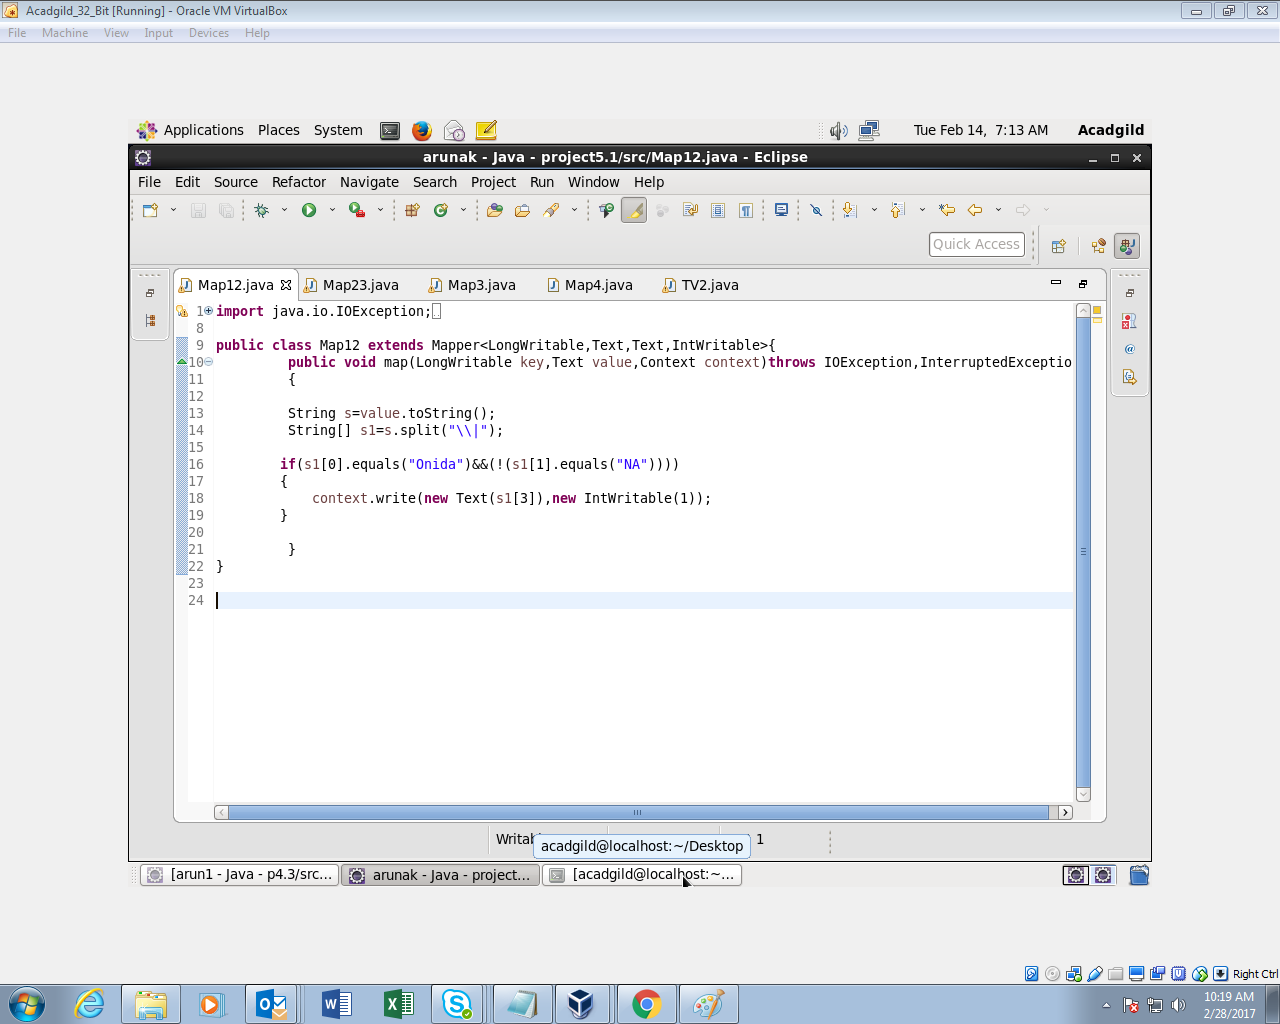 Acadgild_32_Bit [Running] - Oracle VM VirtualBox
File Machine View Input Devices Help
Applications Places System Tue Feb 14, 7:13 AM Acadgild
arunak - Java - project5.1/src/Map12.java - Eclipse
File Edit Source Refactor Navigate Search Project Run Window Help
Quick Access
Map12.java Map23.java Map3.java Map4.java TV2.java
1 import java.io.IOException;
8
9 public class Map12 extends Mapper<LongWritable,Text,Text,IntWritable>{
10 public void map(LongWritable key,Text value,Context context)throws IOException,InterruptedExceptio
11 {
12
13 String s=value.toString();
14 String[] s1=s.split("\\|");
15
16 if(s1[0].equals("Onida")&&(!(s1[1].equals("NA"))))
17 {
18 context.write(new Text(s1[3]),new IntWritable(1));
19 }
20
21 }
22 }
23
24
Writal 1
acadgild@localhost:~/Desktop
[arun1 - Java - p4.3/src... arunak - Java - project... [acadgild@localhost:~...
Right Ctrl
10:19 AM
2/28/2017